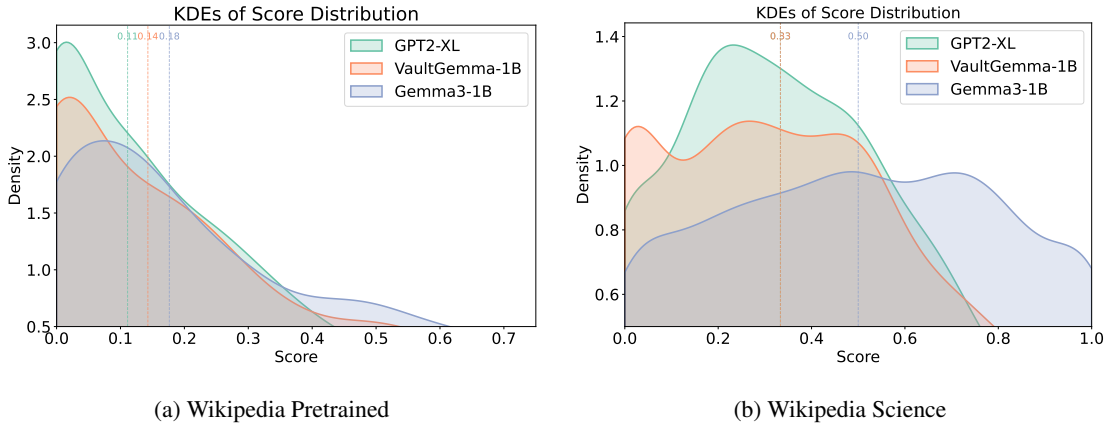 KDEs of Score Distribution
0.11 0.14 0.18
GPT2-XL
VaultGemma-1B
Gemma3-1B
3.0
2.5
2.0
1.5
1.0
0.5
Density
0.0 0.1 0.2 0.3 0.4 0.5 0.6 0.7
Score
(a) Wikipedia Pretrained
KDEs of Score Distribution
0.33 0.50
GPT2-XL
VaultGemma-1B
Gemma3-1B
1.4
1.2
1.0
0.8
0.6
Density
0.0 0.2 0.4 0.6 0.8 1.0
Score
(b) Wikipedia Science